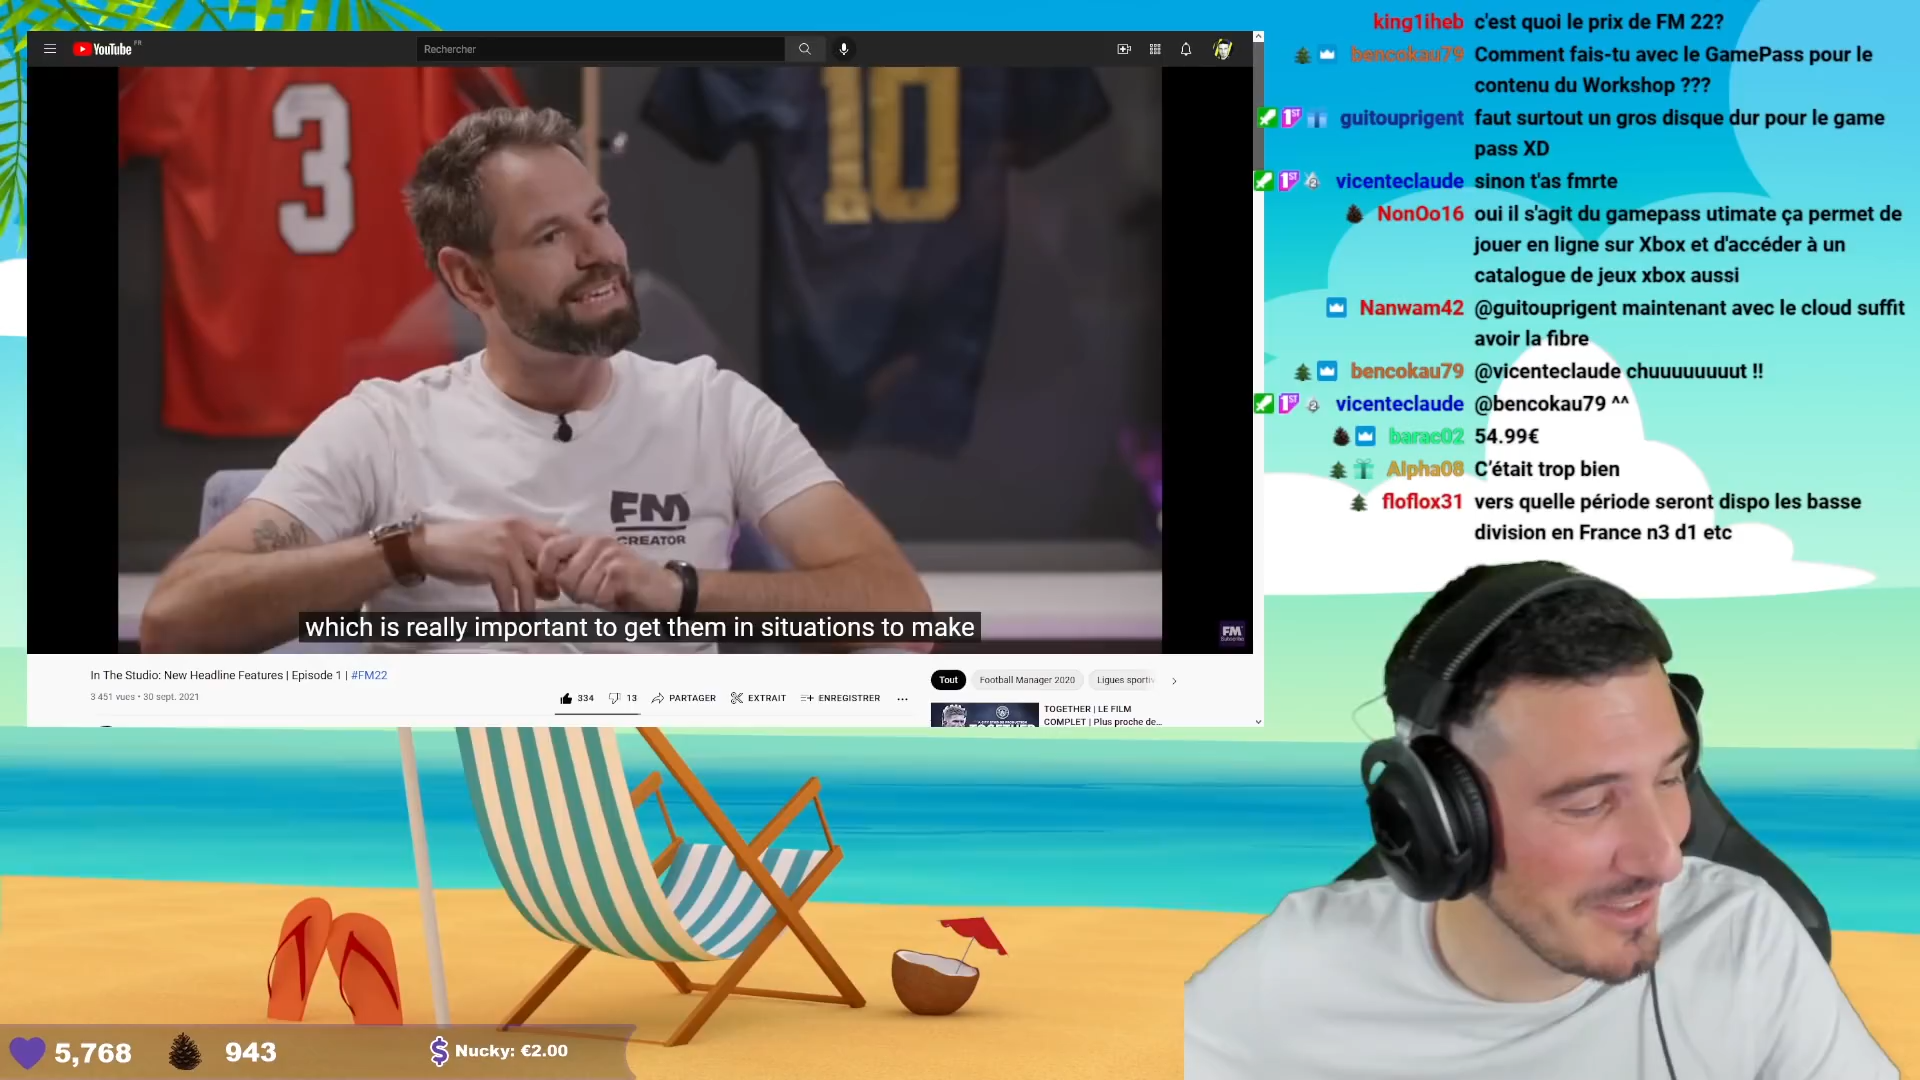 YouTube FR
Rechercher
3
10
FM
CREATOR
which is really important to get them in situations to make
FM
In The Studio: New Headline Features | Episode 1 | #FM22
3 451 vues • 30 sept. 2021
334
13
PARTAGER
EXTRAIT
ENREGISTRER
Tout
Football Manager 2020
Ligues sportiv
TOGETHER | LE FILM
COMPLET | Plus proche de...
king1iheb c'est quoi le prix de FM 22?
bencokau79 Comment fais-tu avec le GamePass pour le
contenu du Workshop ???
1ST guitouprigent faut surtout un gros disque dur pour le game
pass XD
1ST 2 vicenteclaude sinon t'as fmrte
NonOo16 oui il s'agit du gamepass utimate ça permet de
jouer en ligne sur Xbox et d'accéder à un
catalogue de jeux xbox aussi
Nanwam42 @guitouprigent maintenant avec le cloud suffit
avoir la fibre
bencokau79 @vicenteclaude chuuuuuuuut !!
1ST 2 vicenteclaude @bencokau79 ^^
barac02 54.99€
Alpha08 C’était trop bien
floflox31 vers quelle période seront dispo les basse
division en France n3 d1 etc
5,768
943
$ Nucky: €2.00